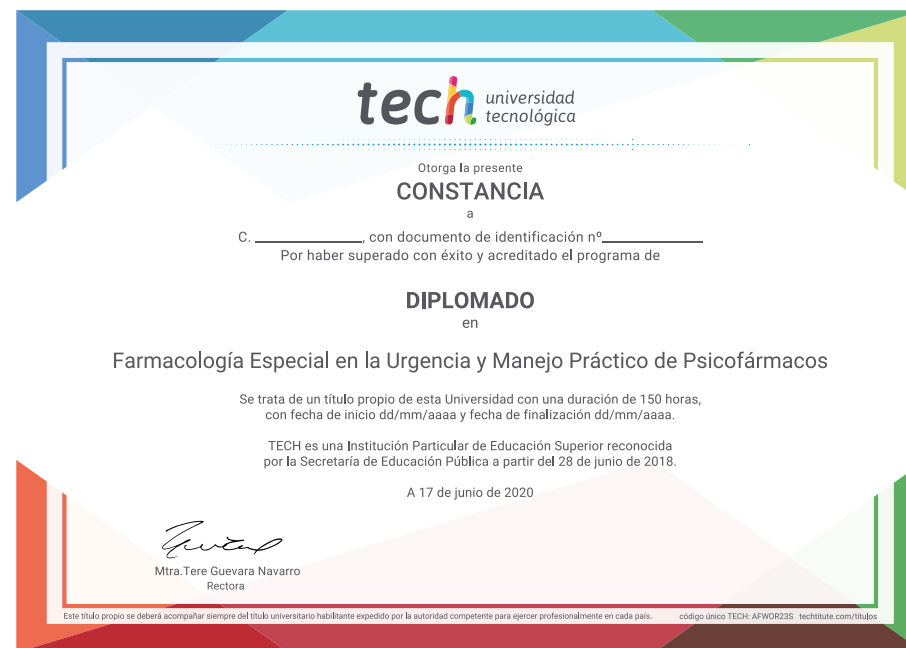 tech universidad
tecnológica
Otorga la presente
CONSTANCIA
a
C. ____________, con documento de identificación nº____________
Por haber superado con éxito y acreditado el programa de
DIPLOMADO
en
Farmacología Especial en la Urgencia y Manejo Práctico de Psicofármacos
Se trata de un título propio de esta Universidad con una duración de 150 horas,
con fecha de inicio dd/mm/aaaa y fecha de finalización dd/mm/aaaa.
TECH es una Institución Particular de Educación Superior reconocida
por la Secretaría de Educación Pública a partir del 28 de junio de 2018.
A 17 de junio de 2020
Mtra.Tere Guevara Navarro
Rectora
Este título propio se deberá acompañar siempre del título universitario habilitante expedido por la autoridad competente para ejercer profesionalmente en cada país. código único TECH: AFWOR23S techtitute.com/titulos